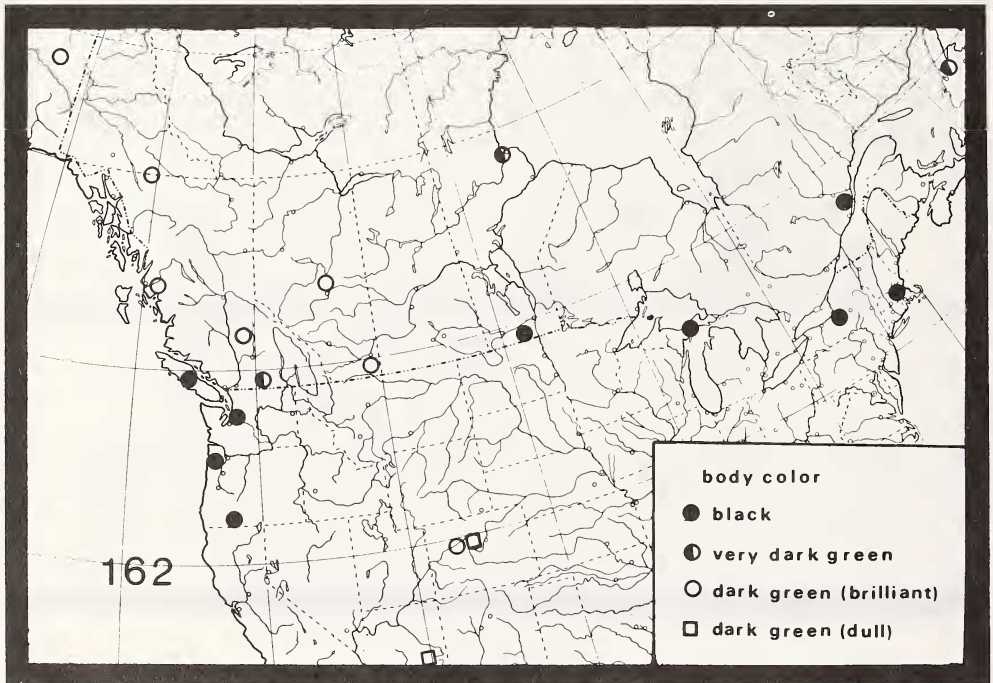 162
body color
black
very dark green
dark green (brilliant)
dark green (dull)